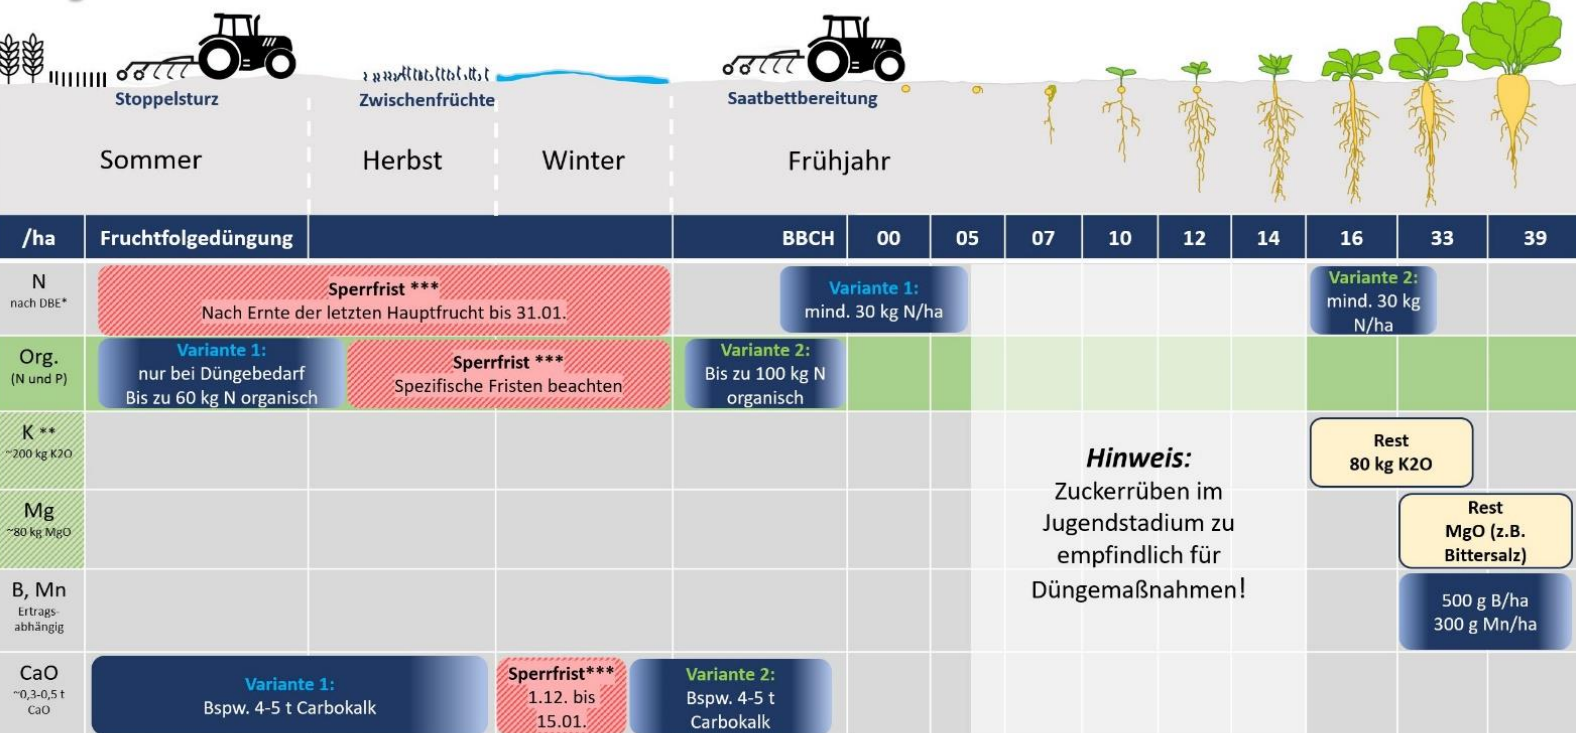 Stoppelsturz
Zwischenfrüchte
Saatbettbereitung
Sommer
Herbst
Winter
Frühjahr
/ha
Fruchtfolgedüngung
BBCH
00
05
07
10
12
14
16
33
39
N
nach DBE*
Sperrfrist ***
Nach Ernte der letzten Hauptfrucht bis 31.01.
Variante 1:
mind. 30 kg N/ha
Variante 2:
mind. 30 kg
N/ha
Org.
(N und P)
Variante 1:
nur bei Düngebedarf
Bis zu 60 kg N organisch
Sperrfrist ***
Spezifische Fristen beachten
Variante 2:
Bis zu 100 kg N
organisch
K **
~200 kg K2O
Rest
80 kg K2O
Hinweis:
Zuckerrüben im
Jugendstadium zu
empfindlich für
Düngemaßnahmen!
Mg
~80 kg MgO
Rest
MgO (z.B.
Bittersalz)
B, Mn
Ertrags-
abhängig
500 g B/ha
300 g Mn/ha
CaO
~0,3-0,5 t
CaO
Variante 1:
Bspw. 4-5 t Carbokalk
Sperrfrist***
1.12. bis
15.01.
Variante 2:
Bspw. 4-5 t
Carbokalk